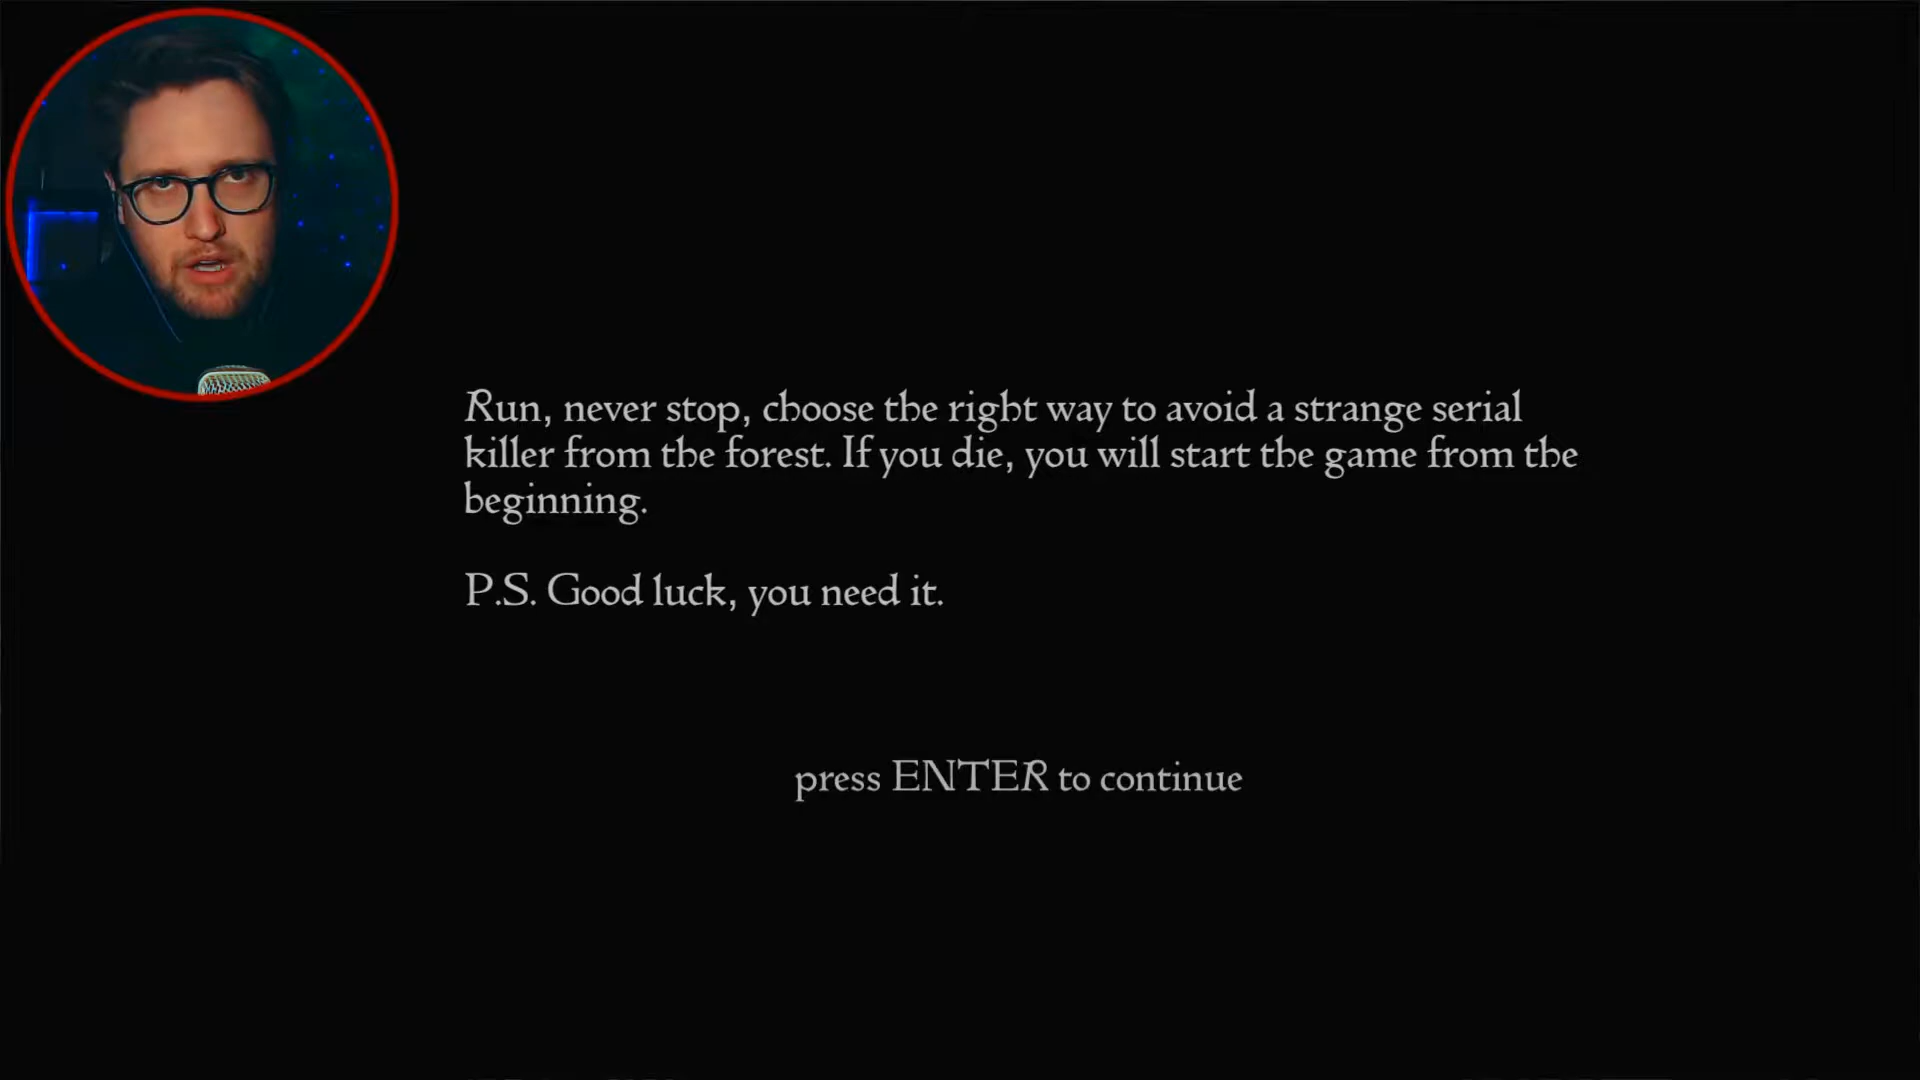 Run, never stop, choose the right way to avoid a strange serial
killer from the forest. If you die, you will start the game from the
beginning.
P.S. Good luck, you need it.
press ENTER to continue